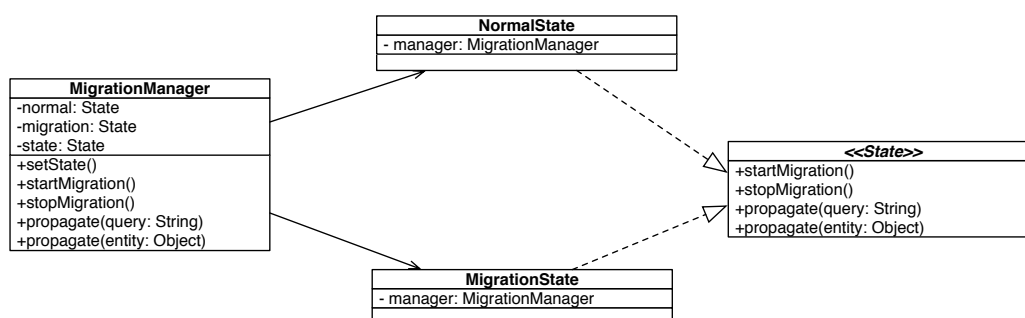 NormalState
- manager: MigrationManager
MigrationManager
-normal: State
-migration: State
-state: State
+setState()
+startMigration()
+stopMigration()
+propagate(query: String)
+propagate(entity: Object)
<<State>>
+startMigration()
+stopMigration()
+propagate(query: String)
+propagate(entity: Object)
MigrationState
- manager: MigrationManager